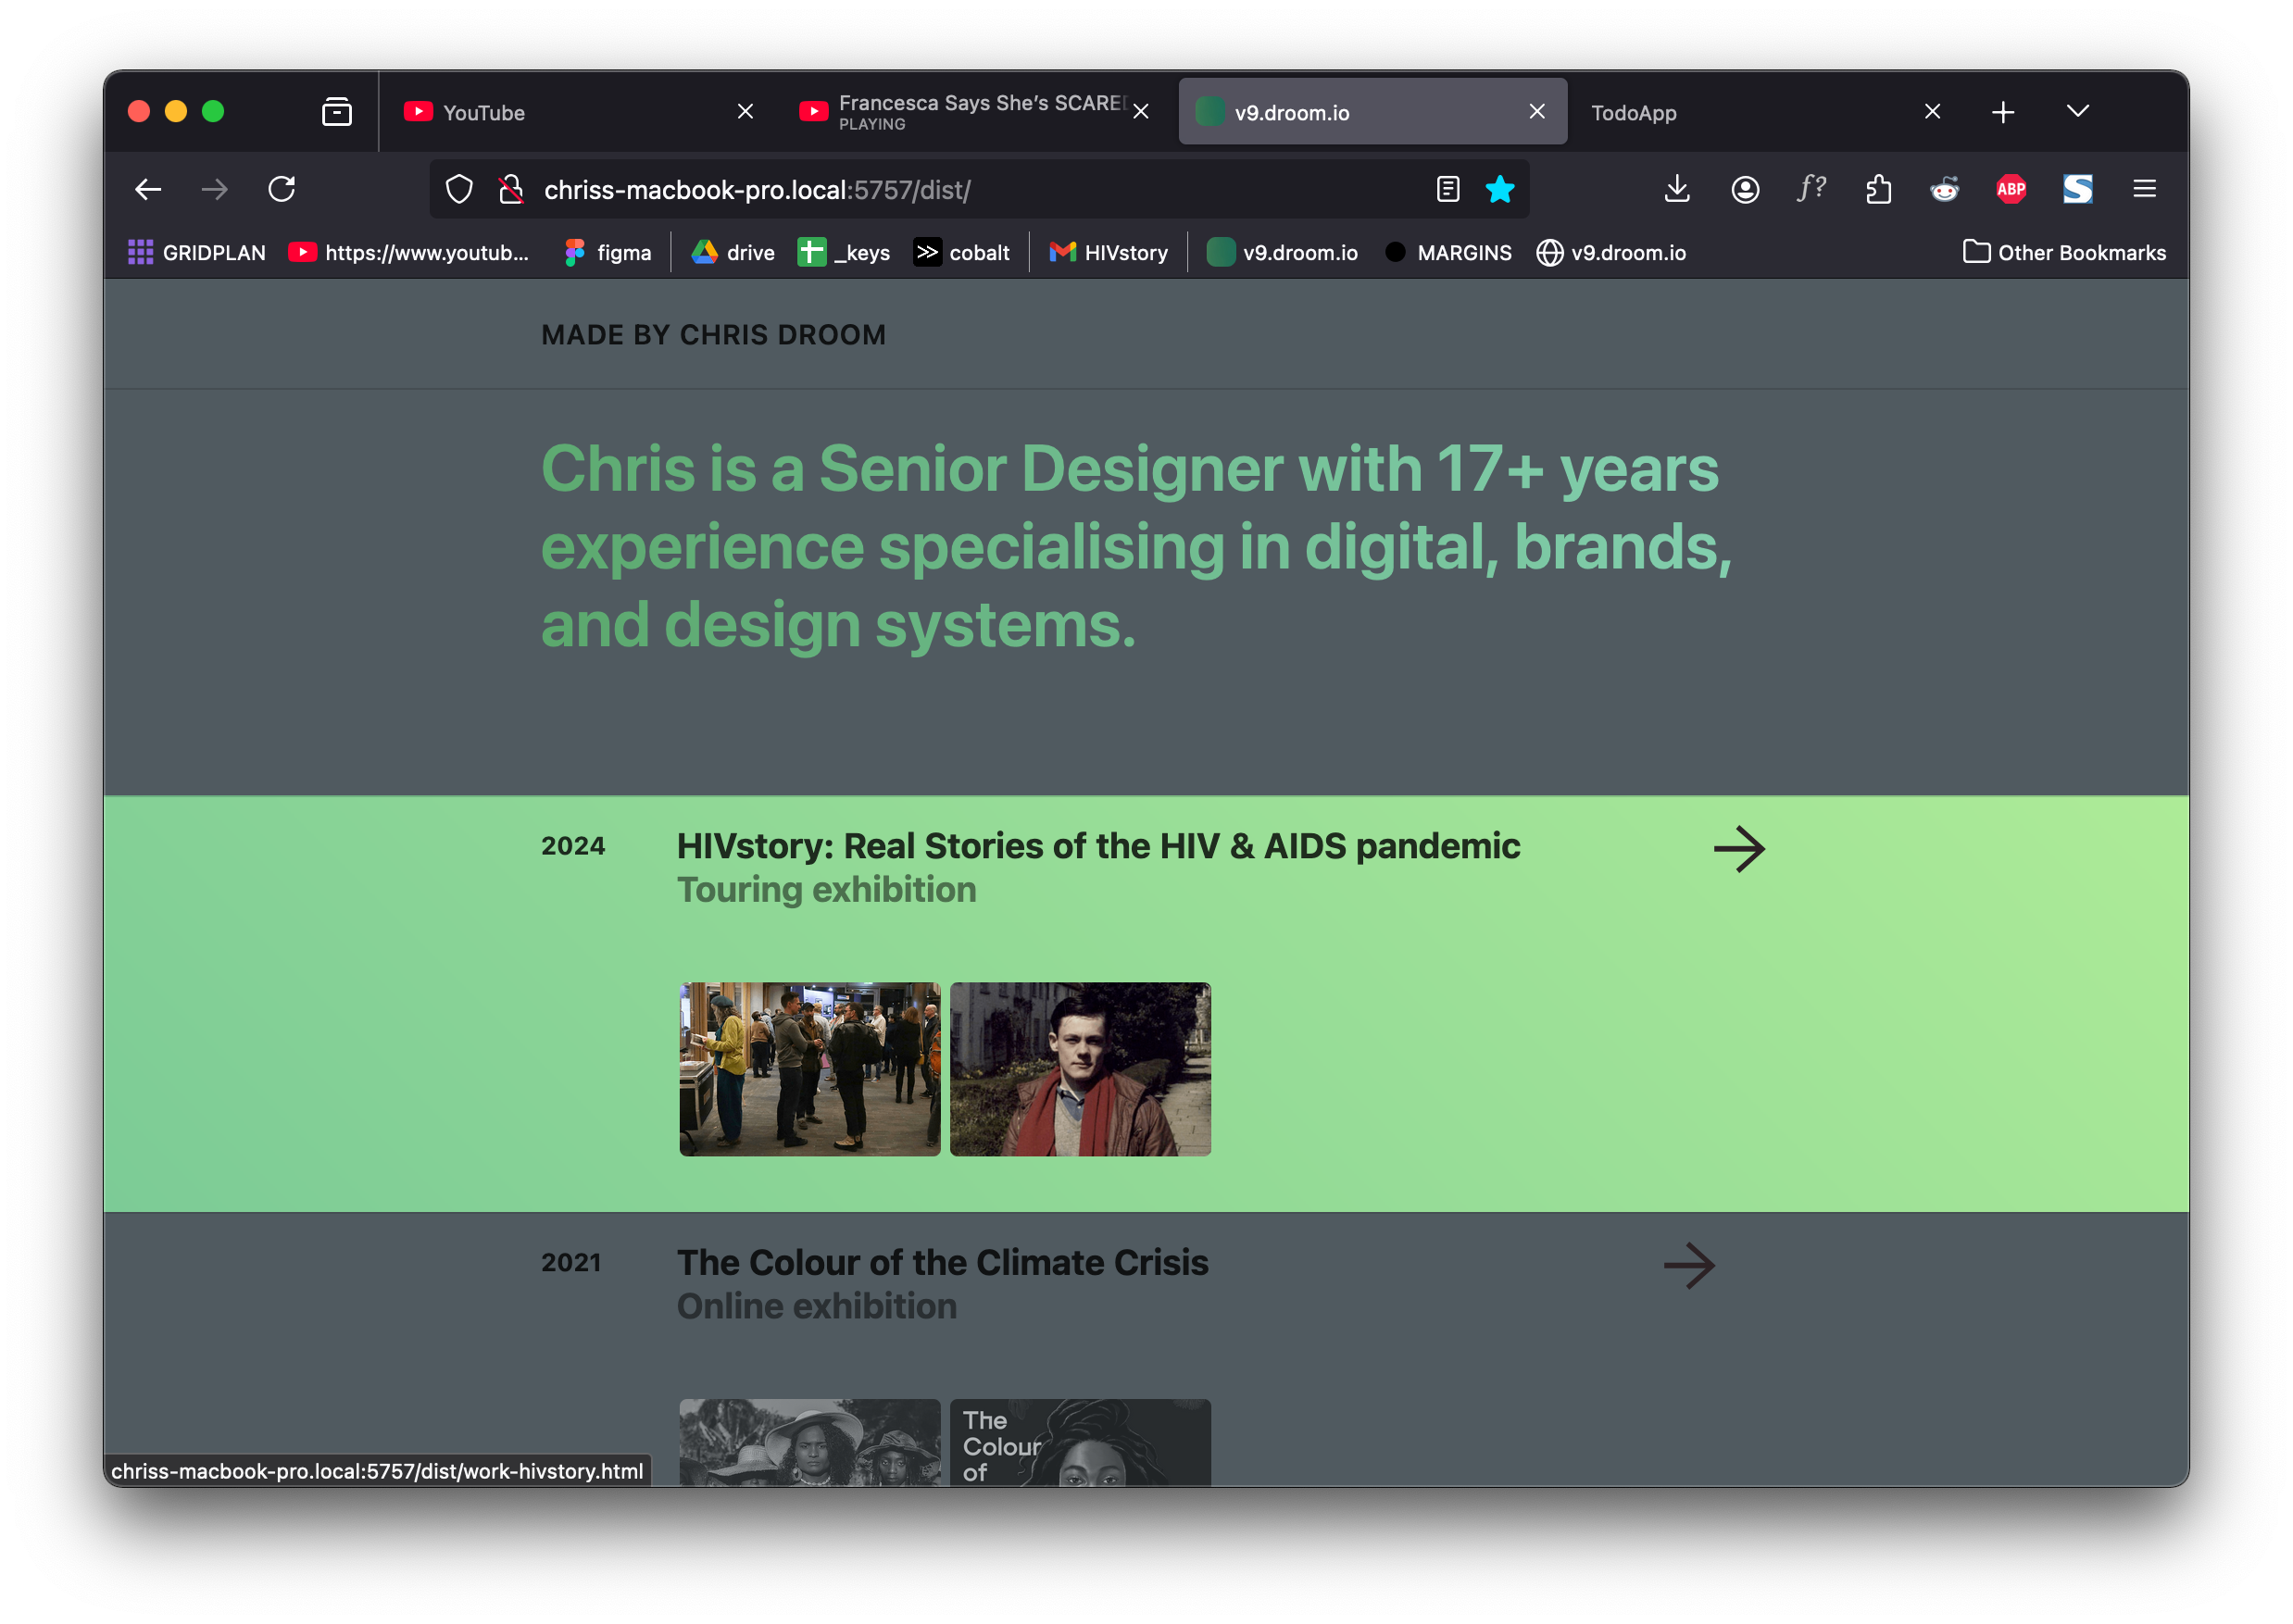 YouTube
Francesca Says She's SCARED
PLAYING
v9.droom.io
TodoApp
chriss-macbook-pro.local:5757/dist/
f?
ABP
S
GRIDPLAN
https://www.youtub...
figma
drive
_keys
cobalt
HIVstory
v9.droom.io
MARGINS
v9.droom.io
Other Bookmarks
MADE BY CHRIS DROOM
Chris is a Senior Designer with 17+ years
experience specialising in digital, brands,
and design systems.
2024
HIVstory: Real Stories of the HIV & AIDS pandemic
Touring exhibition
2021
The Colour of the Climate Crisis
Online exhibition
The
Colour
of
chriss-macbook-pro.local:5757/dist/work-hivstory.html